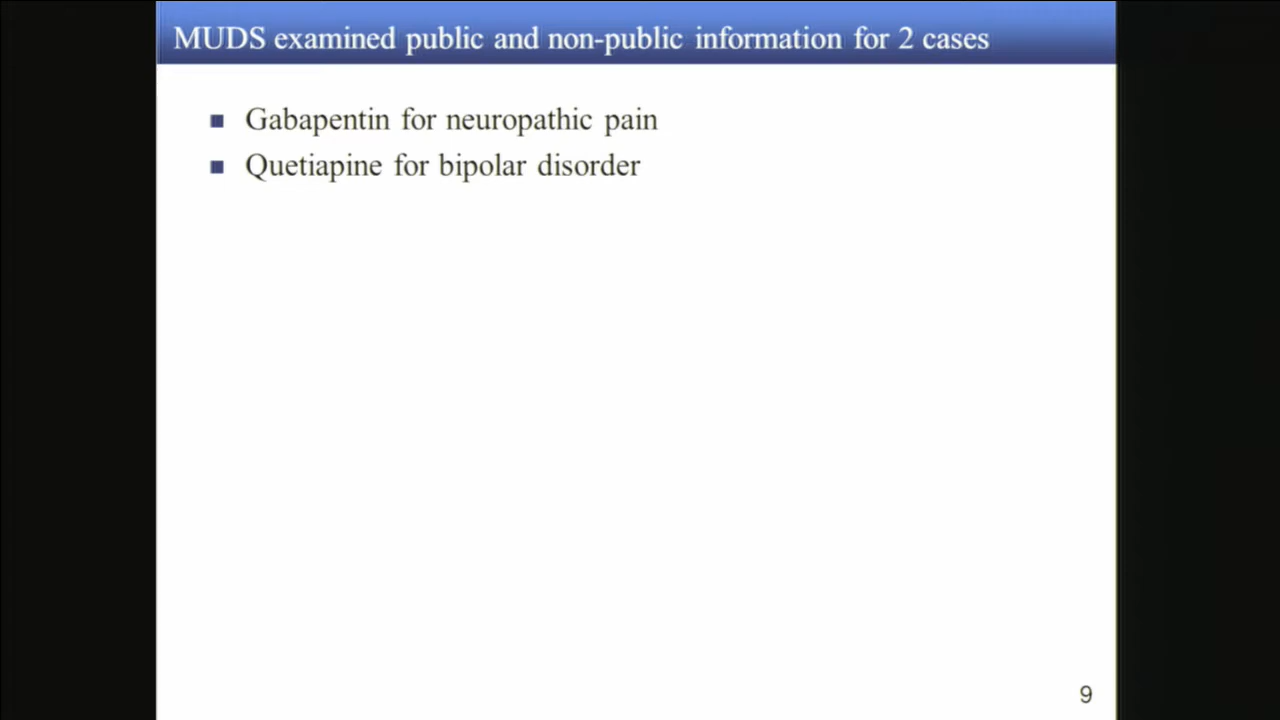 MUDS examined public and non-public information for 2 cases
Gabapentin for neuropathic pain
Quetiapine for bipolar disorder
9